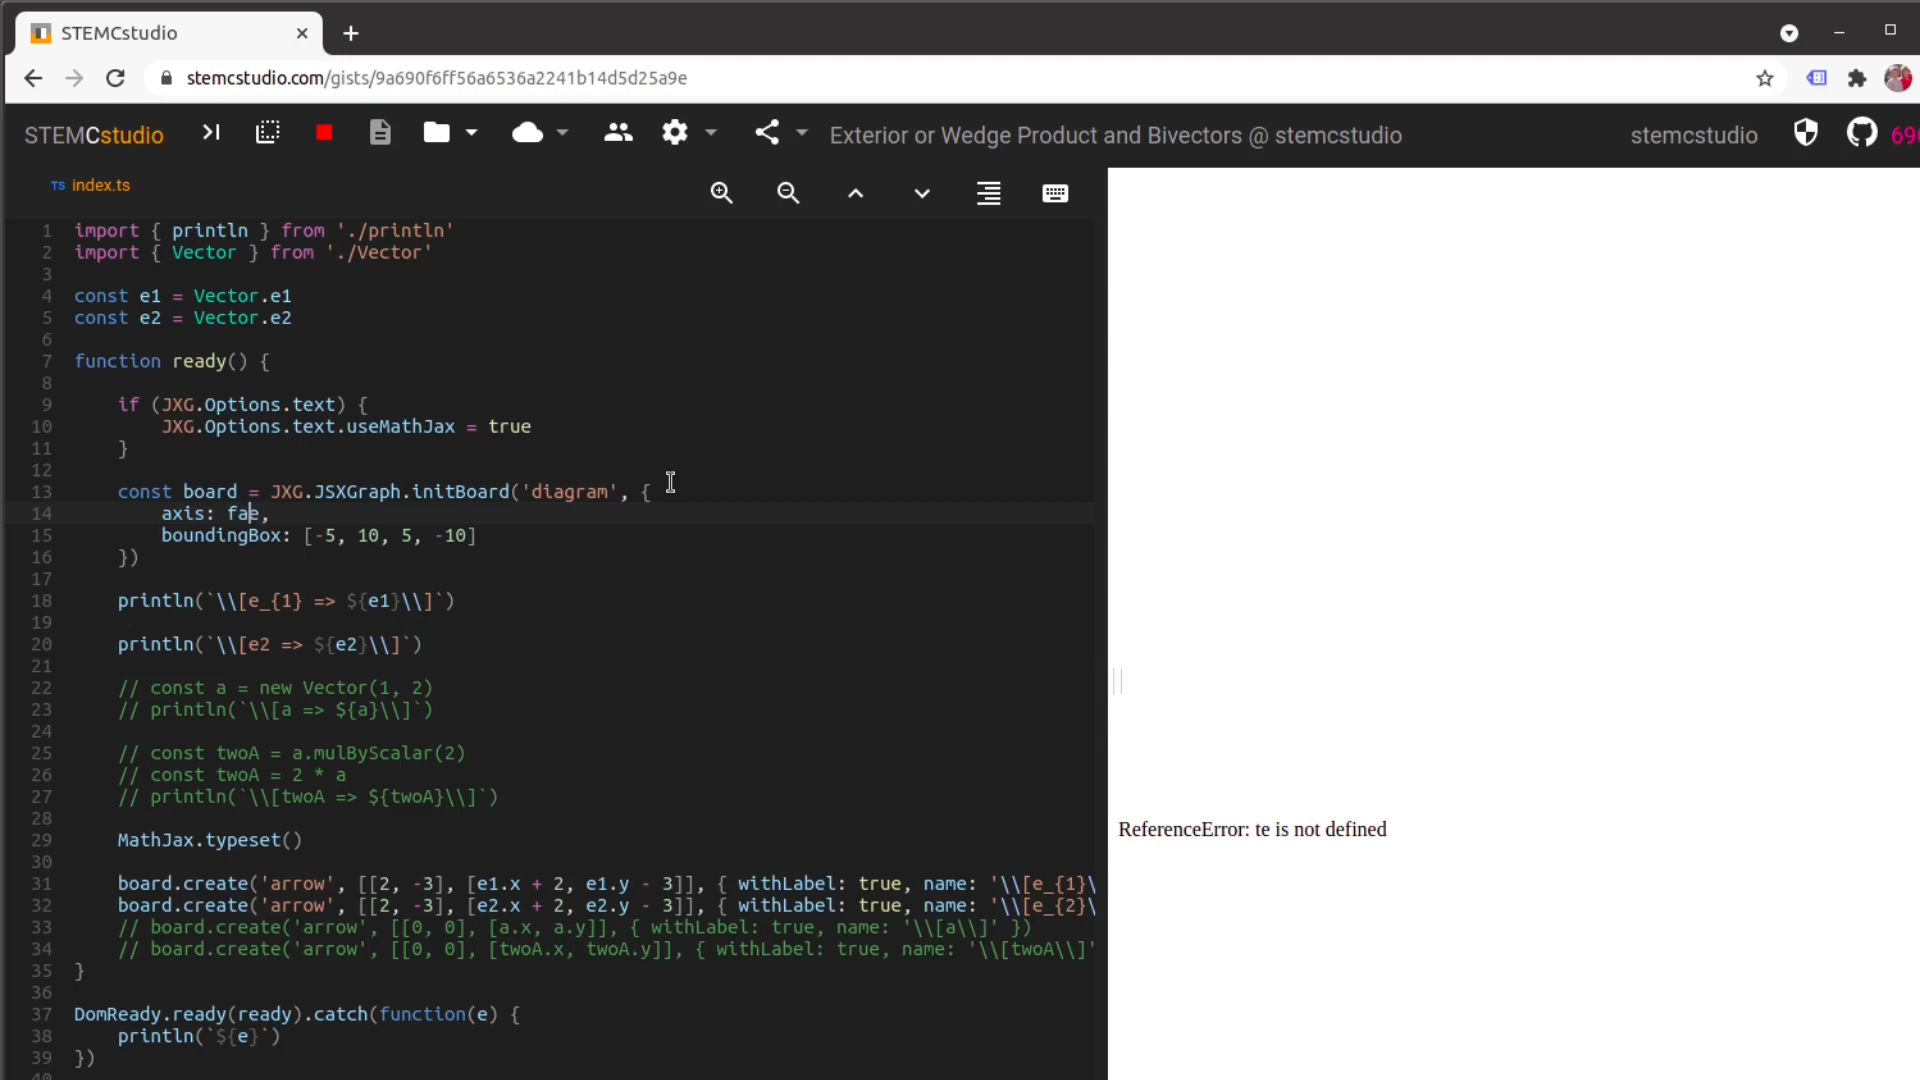 STEMCstudio
stemcstudio.com/gists/9a690f6ff56a6536a2241b14d5d25a9e
STEMCstudio
Exterior or Wedge Product and Bivectors @ stemcstudio
stemcstudio
690
TS index.ts
1 import { println } from './println'
2 import { Vector } from './Vector'
3
4 const e1 = Vector.e1
5 const e2 = Vector.e2
6
7 function ready() {
8
9 if (JXG.Options.text) {
10 JXG.Options.text.useMathJax = true
11 }
12
13 const board = JXG.JSXGraph.initBoard('diagram', {
14 axis: fae,
15 boundingBox: [-5, 10, 5, -10]
16 })
17
18 println(`\\[e_{1} => ${e1}\\]`)
19
20 println(`\\[e2 => ${e2}\\]`)
21
22 // const a = new Vector(1, 2)
23 // println(`\\[a => ${a}\\]`)
24
25 // const twoA = a.mulByScalar(2)
26 // const twoA = 2 * a
27 // println(`\\[twoA => ${twoA}\\]`)
28
29 MathJax.typeset()
30
31 board.create('arrow', [[2, -3], [e1.x + 2, e1.y - 3]], { withLabel: true, name: '\\[e_{1}\
32 board.create('arrow', [[2, -3], [e2.x + 2, e2.y - 3]], { withLabel: true, name: '\\[e_{2}\
33 // board.create('arrow', [[0, 0], [a.x, a.y]], { withLabel: true, name: '\\[a\\]' })
34 // board.create('arrow', [[0, 0], [twoA.x, twoA.y]], { withLabel: true, name: '\\[twoA\\]'
35 }
36
37 DomReady.ready(ready).catch(function(e) {
38 println(`${e}`)
39 })
40
ReferenceError: te is not defined